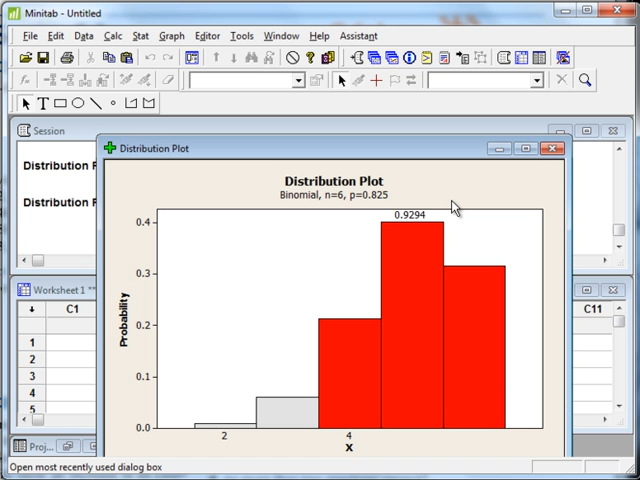 Minitab - Untitled
File Edit Data Calc Stat Graph Editor Tools Window Help Assistant
Session
Distribution P
Distribution P
Distribution Plot
Distribution Plot
Binomial, n=6, p=0.825
0.9294
0.4
0.3
0.2
0.1
0.0
Probability
2 4
X
Worksheet 1 **
C1 C11
1
2
3
4
5
Proj...
Open most recently used dialog box